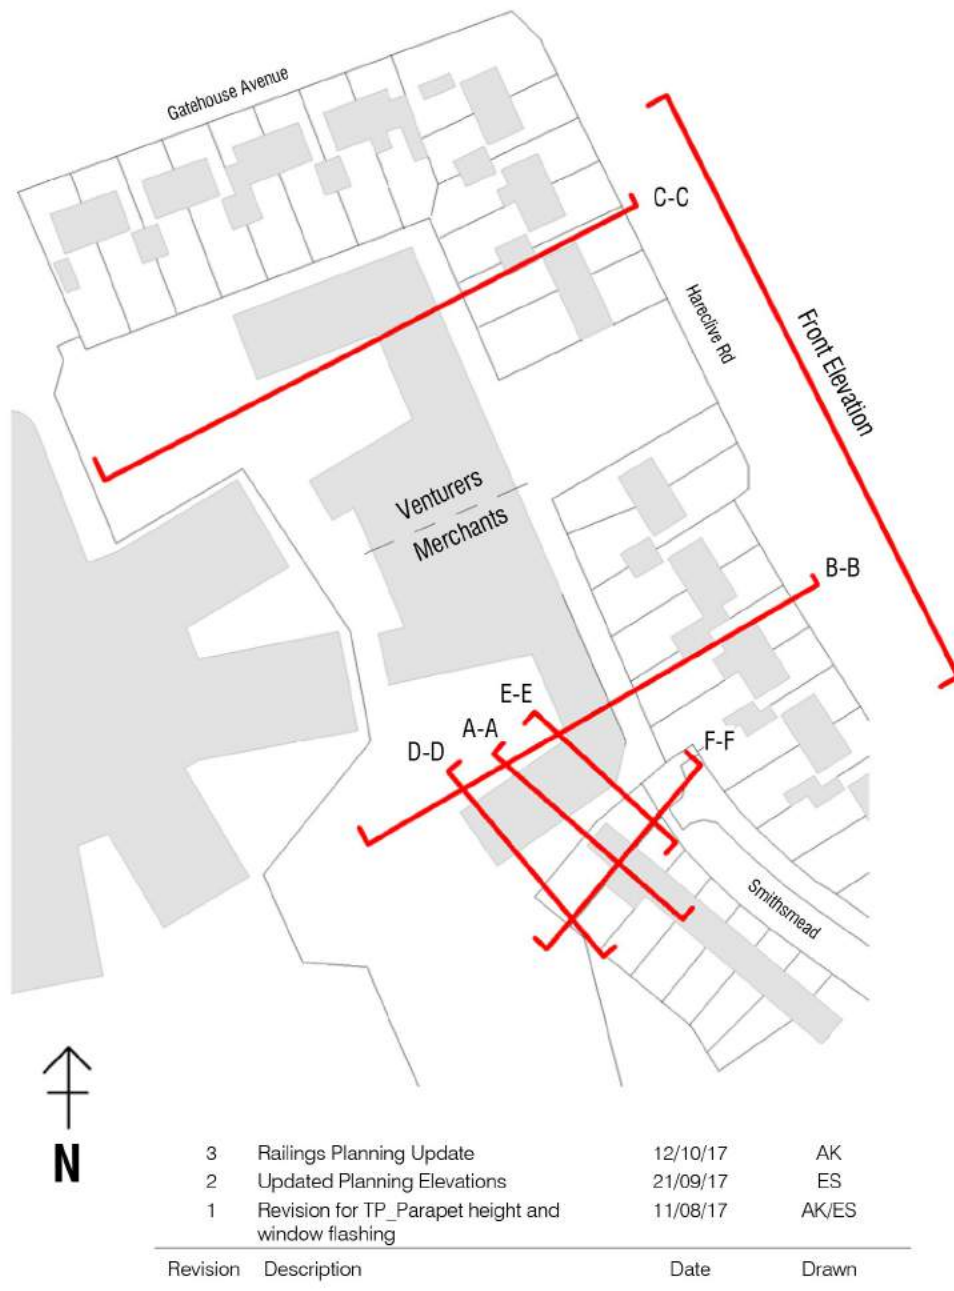 Gatehouse Avenue
C-C
Hareclive Rd
Front Elevation
Venturers
Merchants
B-B
E-E
A-A
F-F
D-D
Smithsmead
N
3 Railings Planning Update 12/10/17 AK
2 Updated Planning Elevations 21/09/17 ES
1 Revision for TP_Parapet height and 11/08/17 AK/ES
window flashing
Revision Description Date Drawn